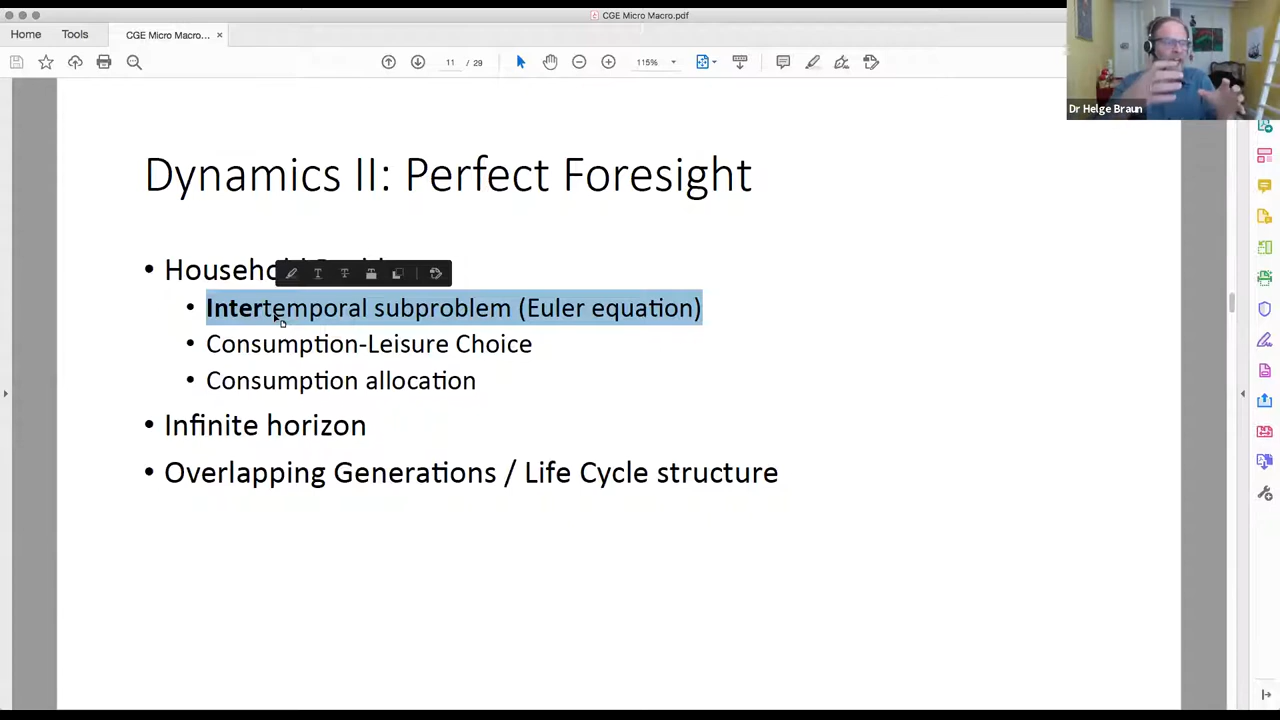 CGE Micro Macro.pdf
Home
Tools
CGE Micro Macro...
11 / 29
115%
Dr Helge Braun
Dynamics II: Perfect Foresight
• Househo
• Intertemporal subproblem (Euler equation)
• Consumption-Leisure Choice
• Consumption allocation
• Infinite horizon
• Overlapping Generations / Life Cycle structure